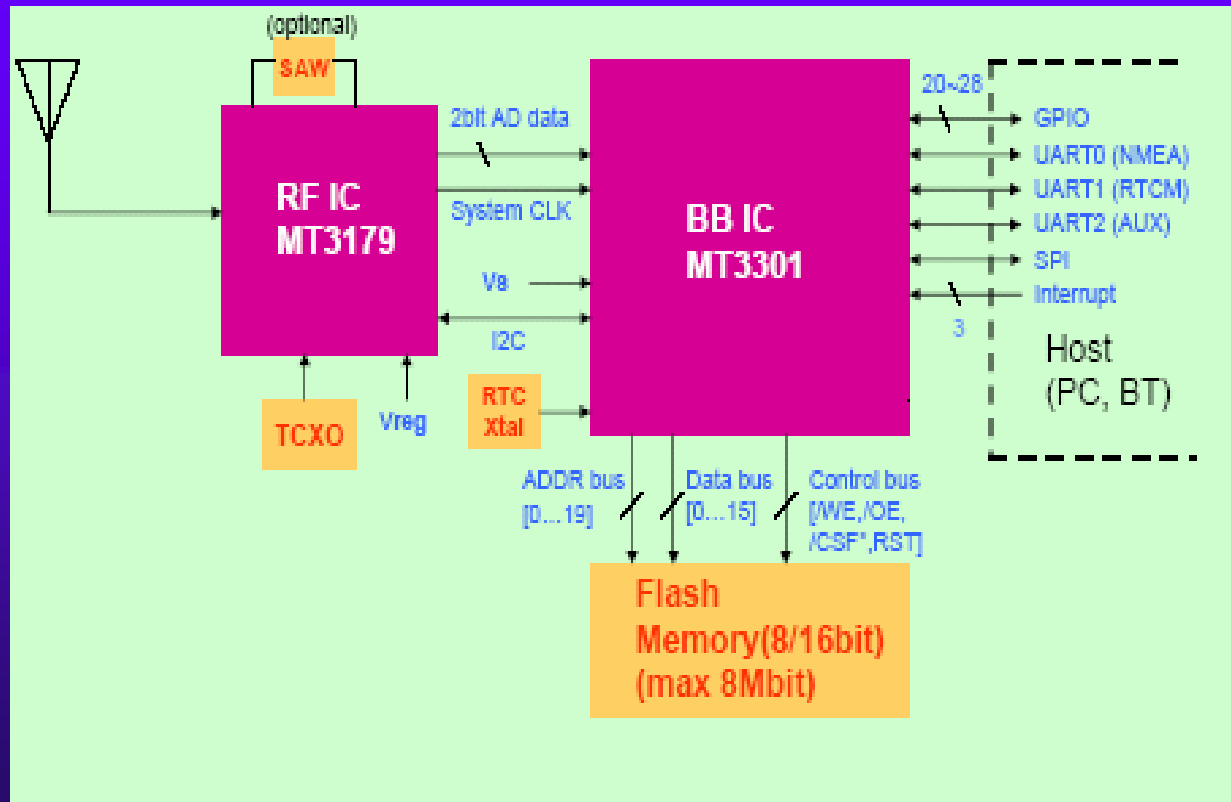 (optional)
SAW
20~28
2bit AD data
GPIO
UART0 (NMEA)
RF IC
MT3179
System CLK
BB IC
MT3301
UART1 (RTCM)
UART2 (AUX)
SPI
Vs
Interrupt
I2C
3
Host
(PC, BT)
RTC
Xtal
TCXO
Vreg
ADDR bus
[0...19]
Data bus
[0...15]
Control bus
[/WE,/OE,
/CSF*,RST]
Flash
Memory(8/16bit)
(max 8Mbit)